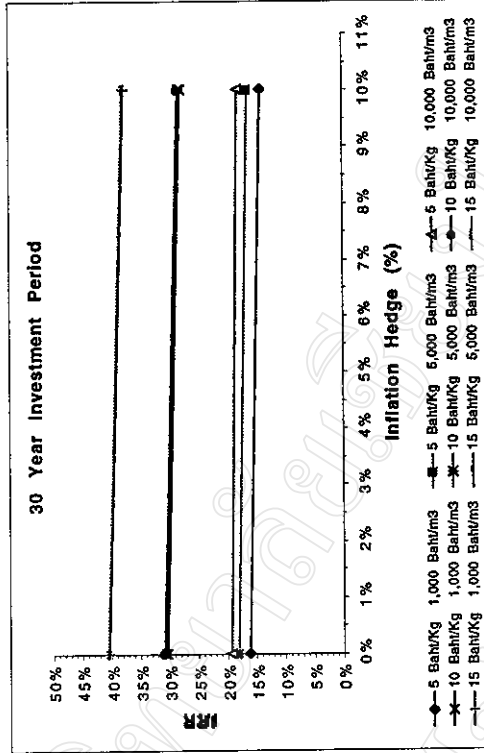 30 Year Investment Period
50%
45%
40%
35%
30%
25%
20%
15%
10%
5%
0%
IRR
0% 1% 2% 3% 4% 5% 6% 7% 8% 9% 10% 11%
Inflation Hedge (%)
5 Baht/Kg 1,000 Baht/m3 5 Baht/Kg 5,000 Baht/m3 5 Baht/Kg 10,000 Baht/m3
10 Baht/Kg 1,000 Baht/m3 10 Baht/Kg 5,000 Baht/m3 10 Baht/Kg 10,000 Baht/m3
15 Baht/Kg 1,000 Baht/m3 15 Baht/Kg 5,000 Baht/m3 15 Baht/Kg 10,000 Baht/m3